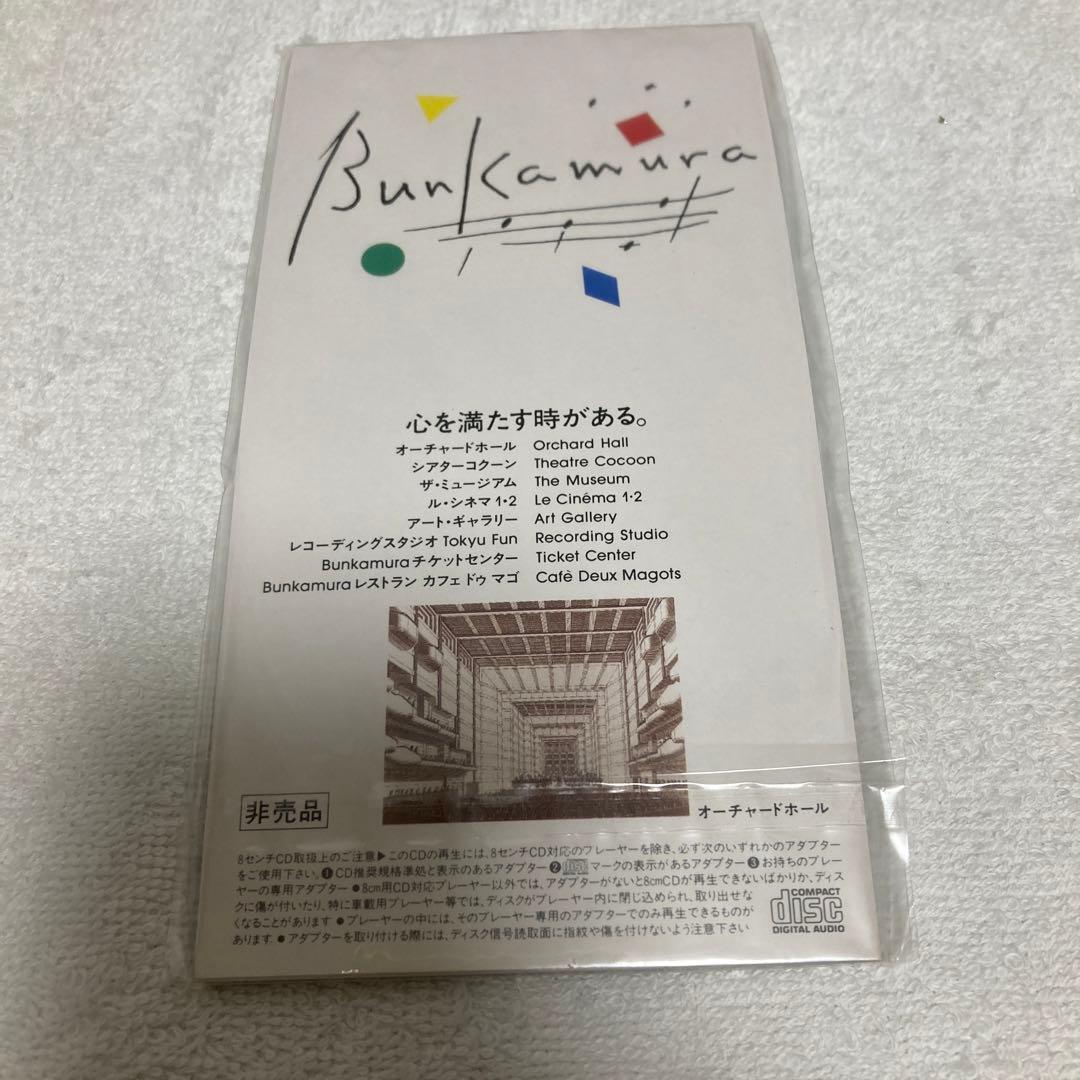 Bunkamura
心を満たす時がある。
オーチャードホール Orchard Hall
シアターコクーン Theatre Cocoon
ザ・ミュージアム The Museum
ル・シネマ1・2 Le Cinéma 1・2
アート・ギャラリー Art Gallery
レコーディングスタジオ Tokyu Fun Recording Studio
Bunkamuraチケットセンター Ticket Center
Bunkamuraレストラン カフェ ドゥ マゴ Cafè Deux Magots
非売品
オーチャードホール
8センチCD取扱上のご注意▶このCDの再生には、8センチCD対応のプレーヤーを除き、必ず次のいずれかのアダプター
をご使用下さい。❶CD推奨規格準処と表示のあるアダプター❷マークの表示があるアダプター❸お持ちのプレー
ヤーの専用アダプター ●8cm用CD対応プレーヤー以外では、アダプターがないと8cmCDが再生できないばかりか、ディス
クに傷が付いたり、特に車載用プレーヤー等では、ディスクがプレーヤー内に閉じ込められ、取り出せな
くなることがあります ●プレーヤーの中には、そのプレーヤー専用のアダプターでのみ再生できるものが
あります ●アダプターを取り付ける際には、ディスク信号読取面に指紋や傷を付けないよう注意下さい
COMPACT
disc
DIGITAL AUDIO